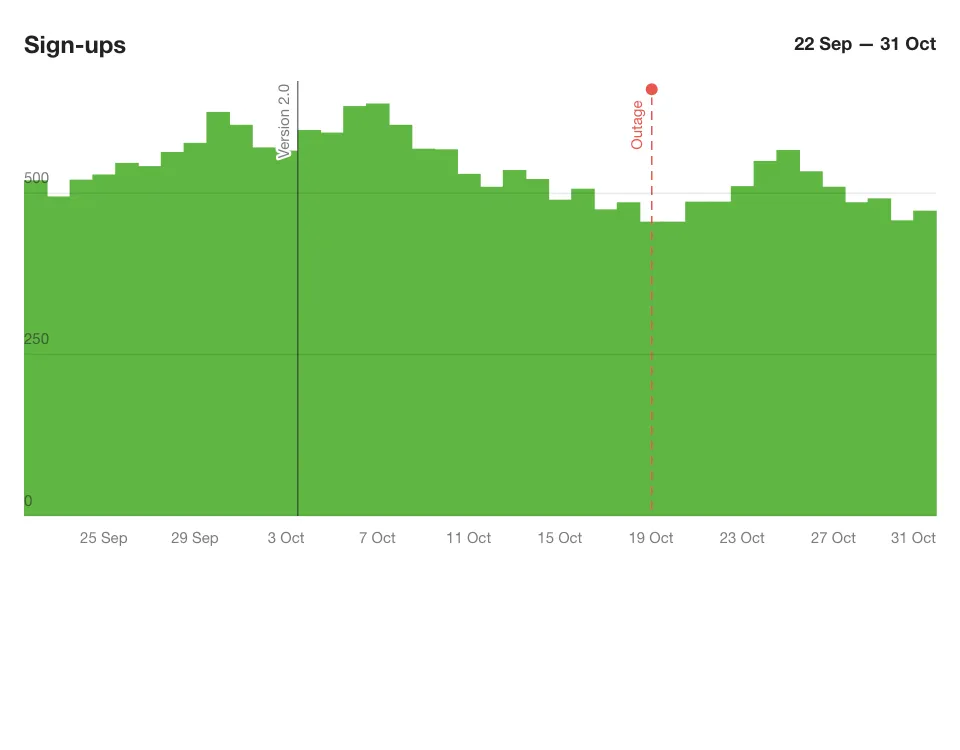 Sign-ups
22 Sep — 31 Oct
Version 2.0
Outage
500
250
0
25 Sep
29 Sep
3 Oct
7 Oct
11 Oct
15 Oct
19 Oct
23 Oct
27 Oct
31 Oct